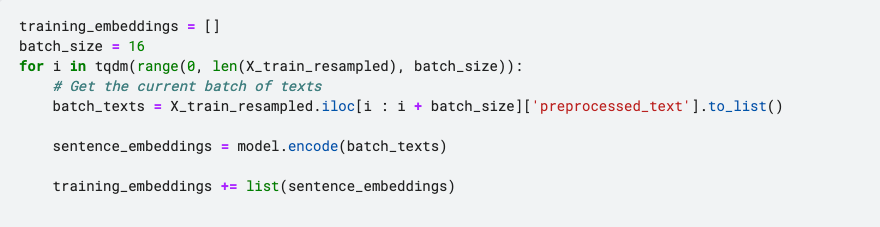 training_embeddings = []
batch_size = 16
for i in tqdm(range(0, len(X_train_resampled), batch_size)):
    # Get the current batch of texts
    batch_texts = X_train_resampled.iloc[i : i + batch_size]['preprocessed_text'].to_list()

    sentence_embeddings = model.encode(batch_texts)

    training_embeddings += list(sentence_embeddings)